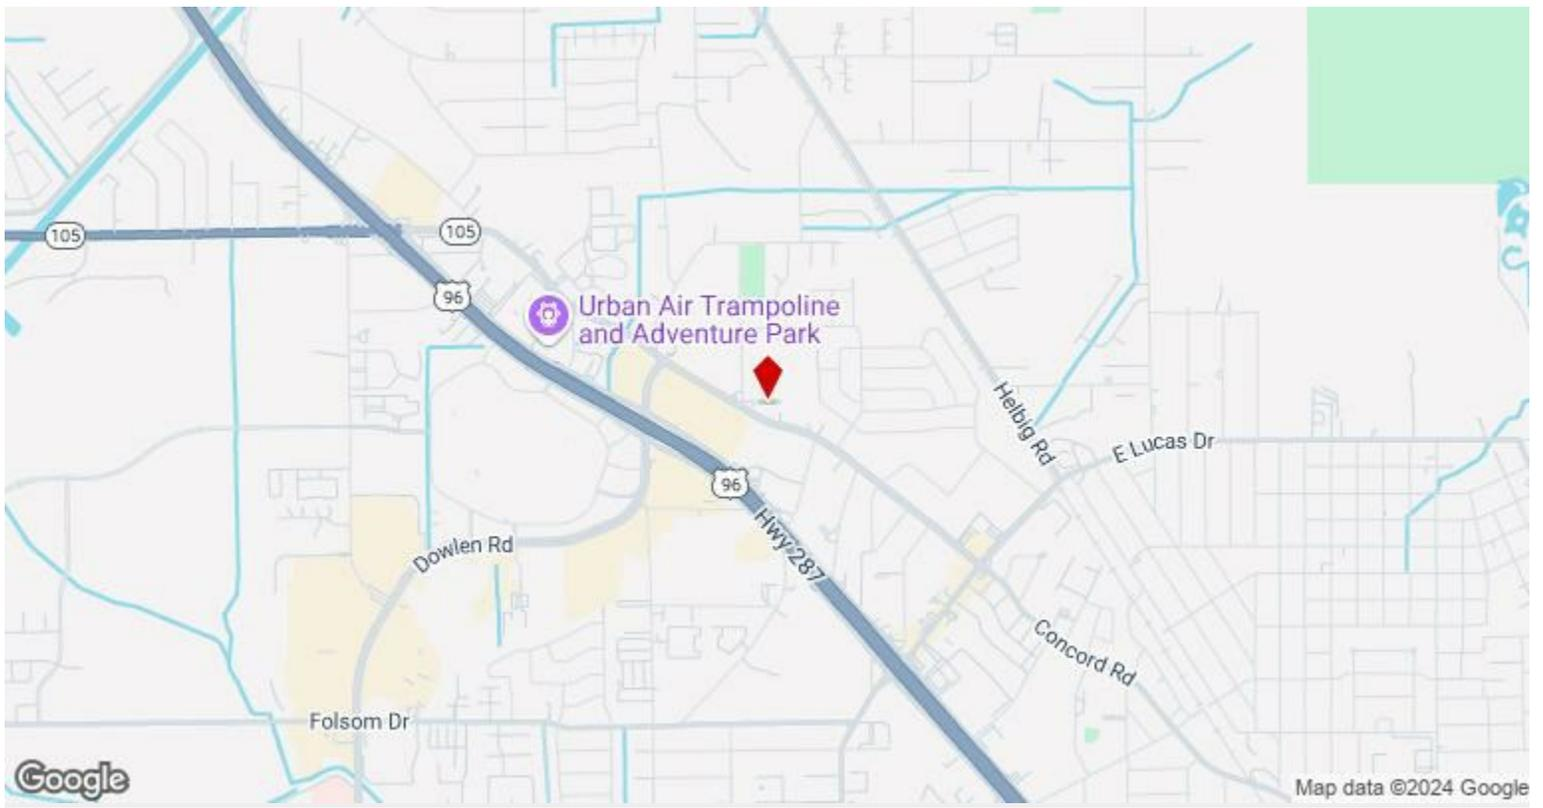 105
105
96
Urban Air Trampoline
and Adventure Park
Helbig Rd
E Lucas Dr
96
Hwy 287
Dowlen Rd
Concord Rd
Folsom Dr
Google
Map data ©2024 Google